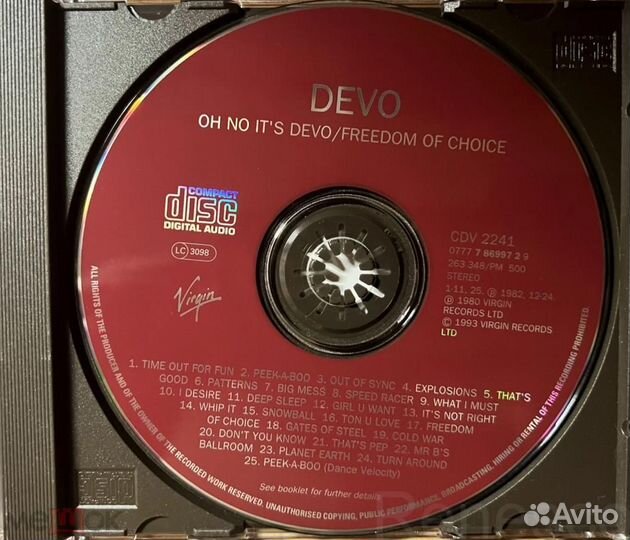 DEVO
OH NO IT'S DEVO/FREEDOM OF CHOICE
COMPACT
disc
DIGITAL AUDIO
LC 3098
Virgin
CDV 2241
0777 7 86997 2 9
263 348/PM 500
STEREO
1-11, 25. ℗ 1982, 12-24.
℗ 1980 VIRGIN
RECORDS LTD
© 1993 VIRGIN RECORDS
LTD
1. TIME OUT FOR FUN 2. PEEK-A-BOO 3. OUT OF SYNC 4. EXPLOSIONS 5. THAT'S
GOOD 6. PATTERNS 7. BIG MESS 8. SPEED RACER 9. WHAT I MUST
10. I DESIRE 11. DEEP SLEEP 12. GIRL U WANT 13. IT'S NOT RIGHT
14. WHIP IT 15. SNOWBALL 16. TON U LOVE 17. FREEDOM
OF CHOICE 18. GATES OF STEEL 19. COLD WAR
20. DON'T YOU KNOW 21. THAT'S PEP 22. MR B'S
BALLROOM 23. PLANET EARTH 24. TURN AROUND
25. PEEK-A-BOO (Dance Velocity)
See booklet for further details
ALL RIGHTS OF THE PRODUCER AND OF THE OWNER OF THE RECORDED WORK RESERVED. UNAUTHORISED COPYING, PUBLIC PERFORMANCE, BROADCASTING, HIRING OR RENTAL OF THIS RECORDING PROHIBITED.
Avito